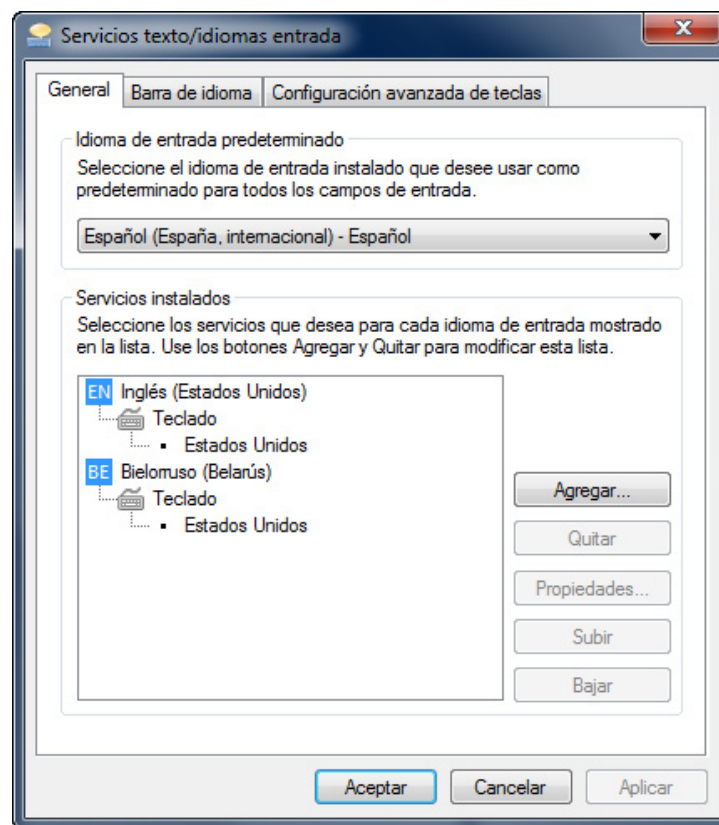 Servicios texto/idiomas entrada
General
Barra de idioma
Configuración avanzada de teclas
Idioma de entrada predeterminado
Seleccione el idioma de entrada instalado que desee usar como
predeterminado para todos los campos de entrada.
Español (España, internacional) - Español
Servicios instalados
Seleccione los servicios que desea para cada idioma de entrada mostrado
en la lista. Use los botones Agregar y Quitar para modificar esta lista.
EN Inglés (Estados Unidos)
Teclado
Estados Unidos
BE Bielorruso (Belarús)
Teclado
Estados Unidos
Agregar...
Quitar
Propiedades...
Subir
Bajar
Aceptar
Cancelar
Aplicar